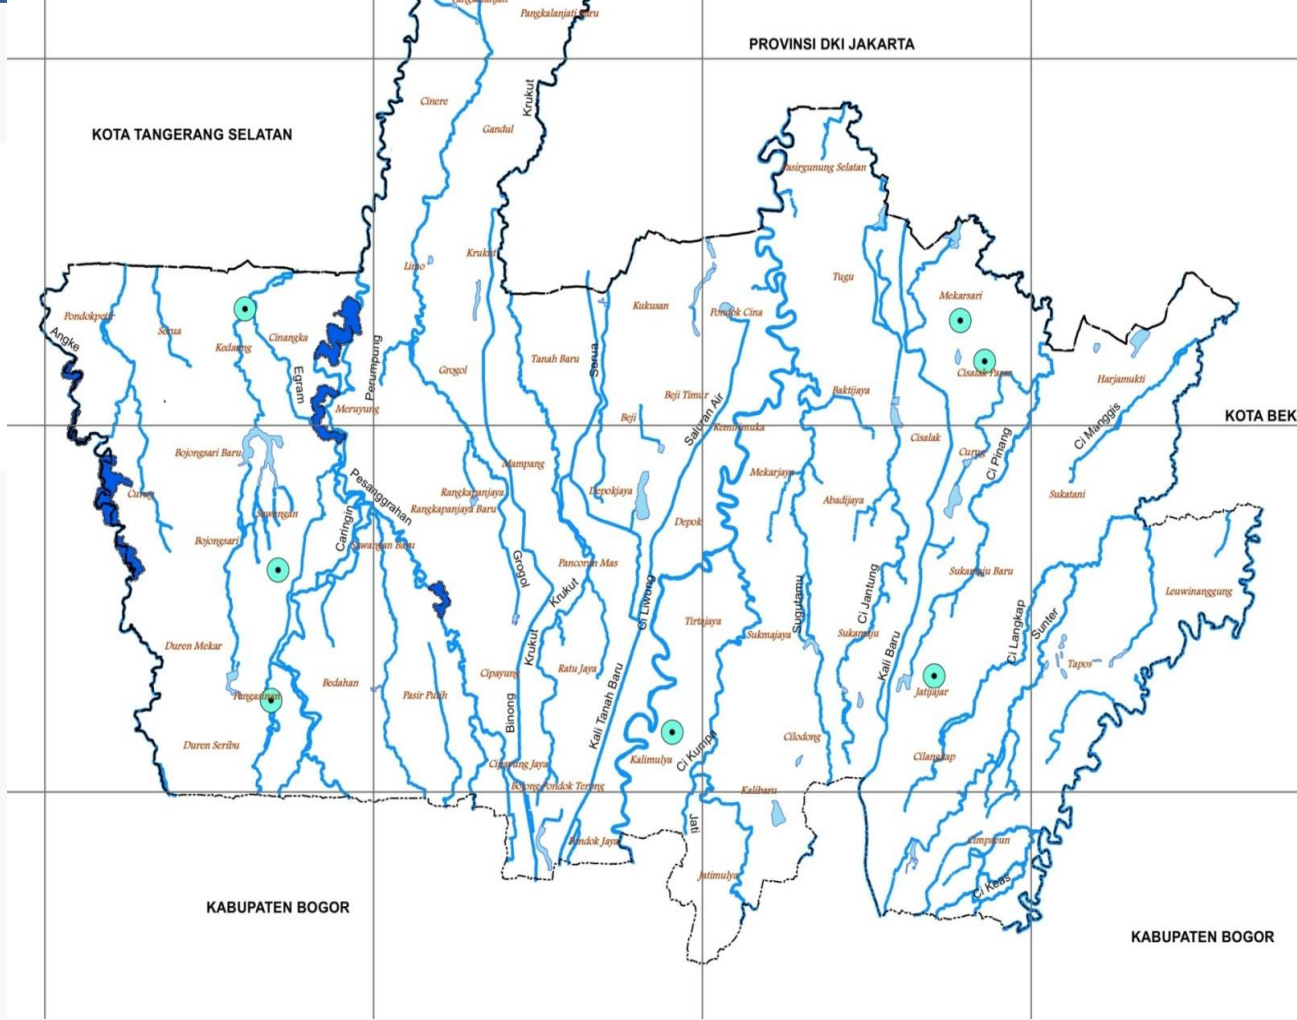 Pangkalanjati Baru
PROVINSI DKI JAKARTA
Cinere
Krukut
Gandul
KOTA TANGERANG SELATAN
Pasirgunung Selatan
Krukut
Limo
Tugu
Mekarsari
Kukusan
Pondok Cina
Pondokpetir
Serua
Angke
Cinangka
Kedaung
Perumpung
Egram
Grogol
Tanah Baru
Serua
Cisalak Pasar
Harjamukti
Meruyung
Beji Timur
Baktijaya
Beji
Saluran Air
Kemirimuka
KOTA BEK
Ci Manggis
Cisalak
Bojongsari Baru
Curug
Ci Pinang
Mampang
Mekarjaya
Curug
Rangkapanjaya
Rangkapanjaya Baru
Depokjaya
Abadijaya
Sukatani
Pesanggrahan
Sawangan
Caringin
Depok
Bojongsari
Sawangan Baru
Pancoran Mas
Grogol
Krukut
Sukamaju Baru
Leuwinanggung
Ci Liwung
Sugutamu
Ci Jantung
Tirtajaya
Sukmajaya
Sukamaju
Ci Langkap
Sunter
Duren Mekar
Krukut
Kali Baru
Tapos
Cipayung
Ratu Jaya
Bedahan
Pasir Putih
Pengasinan
Jatijajar
Binong
Kali Tanah Baru
Duren Seribu
Cilodong
Ci Kumpa
Kalimulya
Cilangkap
Cipayung Jaya
Bojong Pondok Terong
Kalibaru
Jati
Pondok Jaya
Cimpaeun
Jatimulya
Ci Keas
KABUPATEN BOGOR
KABUPATEN BOGOR